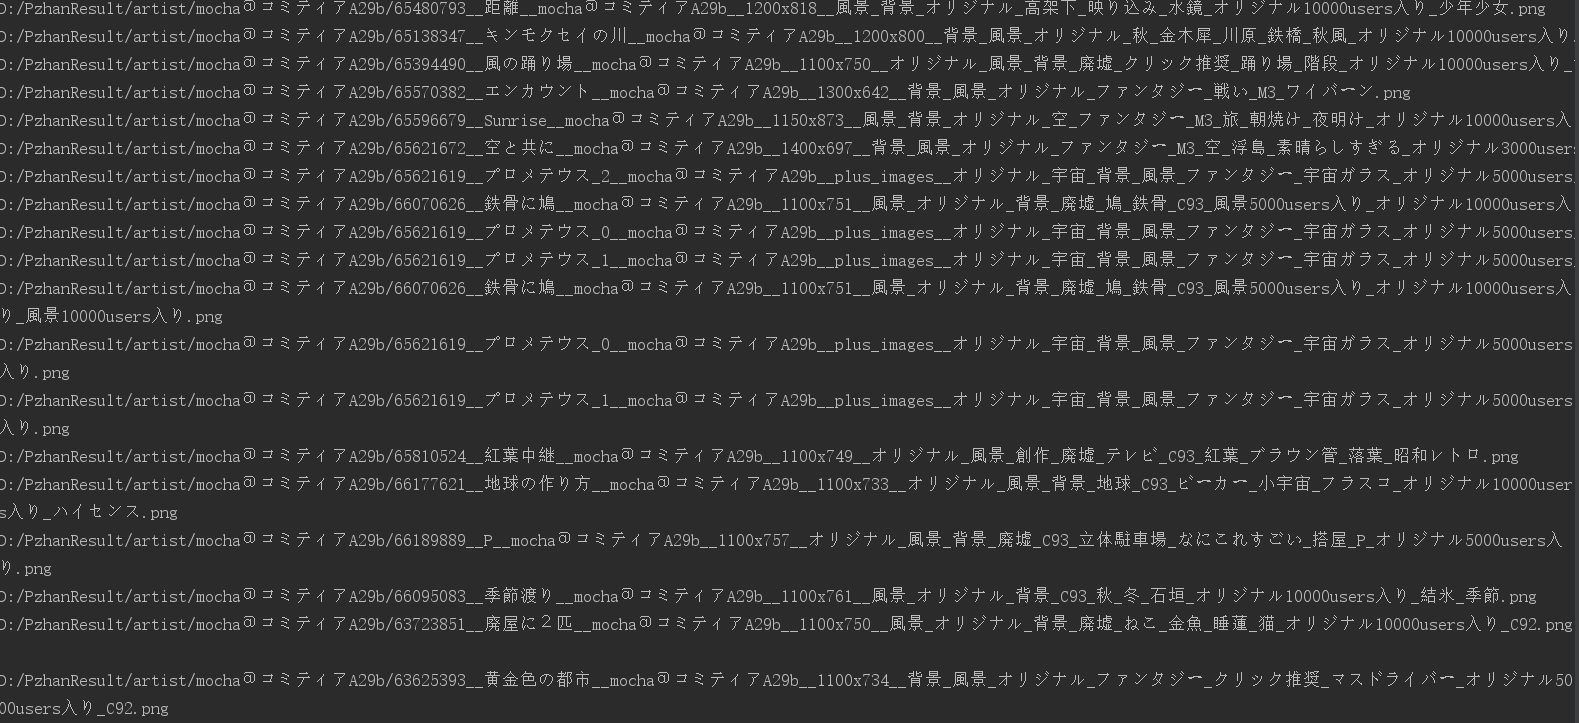 D:/PzhanResult/artist/mocha@コミティアA29b/65480793__距離__mocha@コミティアA29b__1200x818__風景_背景_オリジナル_高架下_映り込み_水鏡_オリジナル10000users入り_少年少女.png
D:/PzhanResult/artist/mocha@コミティアA29b/65138347__キンモクセイの川__mocha@コミティアA29b__1200x800__背景_風景_オリジナル_秋_金木犀_川原_鉄橋_秋風_オリジナル10000users入り
D:/PzhanResult/artist/mocha@コミティアA29b/65394490__風の踊り場__mocha@コミティアA29b__1100x750__オリジナル_風景_背景_廃墟_クリック推奨_踊り場_階段_オリジナル10000users入り_
D:/PzhanResult/artist/mocha@コミティアA29b/65570382__エンカウント__mocha@コミティアA29b__1300x642__背景_風景_オリジナル_ファンタジー_戦い_M3_ワイバーン.png
D:/PzhanResult/artist/mocha@コミティアA29b/65596679__Sunrise__mocha@コミティアA29b__1150x873__風景_背景_オリジナル_空_ファンタジー_M3_旅_朝焼け_夜明け_オリジナル10000users入
D:/PzhanResult/artist/mocha@コミティアA29b/65621672__空と共に__mocha@コミティアA29b__1400x697__背景_風景_オリジナル_ファンタジー_M3_空_浮島_素晴らしすぎる_オリジナル3000users
D:/PzhanResult/artist/mocha@コミティアA29b/65621619__プロメテウス_2__mocha@コミティアA29b__plus_images__オリジナル_宇宙_背景_風景_ファンタジー_宇宙ガラス_オリジナル5000users
D:/PzhanResult/artist/mocha@コミティアA29b/66070626__鉄骨に鳩__mocha@コミティアA29b__1100x751__風景_オリジナル_背景_廃墟_鳩_鉄骨_C93_風景5000users入り_オリジナル10000users入
D:/PzhanResult/artist/mocha@コミティアA29b/65621619__プロメテウス_0__mocha@コミティアA29b__plus_images__オリジナル_宇宙_背景_風景_ファンタジー_宇宙ガラス_オリジナル5000users
D:/PzhanResult/artist/mocha@コミティアA29b/65621619__プロメテウス_1__mocha@コミティアA29b__plus_images__オリジナル_宇宙_背景_風景_ファンタジー_宇宙ガラス_オリジナル5000users
D:/PzhanResult/artist/mocha@コミティアA29b/66070626__鉄骨に鳩__mocha@コミティアA29b__1100x751__風景_オリジナル_背景_廃墟_鳩_鉄骨_C93_風景5000users入り_オリジナル10000users入
り_風景10000users入り.png
D:/PzhanResult/artist/mocha@コミティアA29b/65621619__プロメテウス_0__mocha@コミティアA29b__plus_images__オリジナル_宇宙_背景_風景_ファンタジー_宇宙ガラス_オリジナル5000users
入り.png
D:/PzhanResult/artist/mocha@コミティアA29b/65621619__プロメテウス_1__mocha@コミティアA29b__plus_images__オリジナル_宇宙_背景_風景_ファンタジー_宇宙ガラス_オリジナル5000users
入り.png
D:/PzhanResult/artist/mocha@コミティアA29b/65810524__紅葉中継__mocha@コミティアA29b__1100x749__オリジナル_風景_創作_廃墟_テレビ_C93_紅葉_ブラウン管_落葉_昭和レトロ.png
D:/PzhanResult/artist/mocha@コミティアA29b/66177621__地球の作り方__mocha@コミティアA29b__1100x733__オリジナル_風景_背景_地球_C93_ビーカー_小宇宙_フラスコ_オリジナル10000user
s入り_ハイセンス.png
D:/PzhanResult/artist/mocha@コミティアA29b/66189889__P__mocha@コミティアA29b__1100x757__オリジナル_風景_背景_廃墟_C93_立体駐車場_なにこれすごい_搭屋_P_オリジナル5000users入
り.png
D:/PzhanResult/artist/mocha@コミティアA29b/66095083__季節渡り__mocha@コミティアA29b__1100x761__風景_オリジナル_背景_C93_秋_冬_石垣_オリジナル10000users入り_結氷_季節.png
D:/PzhanResult/artist/mocha@コミティアA29b/63723851__廃屋に２匹__mocha@コミティアA29b__1100x750__風景_オリジナル_背景_廃墟_ねこ_金魚_睡蓮_猫_オリジナル10000users入り_C92.png
D:/PzhanResult/artist/mocha@コミティアA29b/63625393__黄金色の都市__mocha@コミティアA29b__1100x734__背景_風景_オリジナル_ファンタジー_クリック推奨_マスドライバー_オリジナル50
00users入り_C92.png